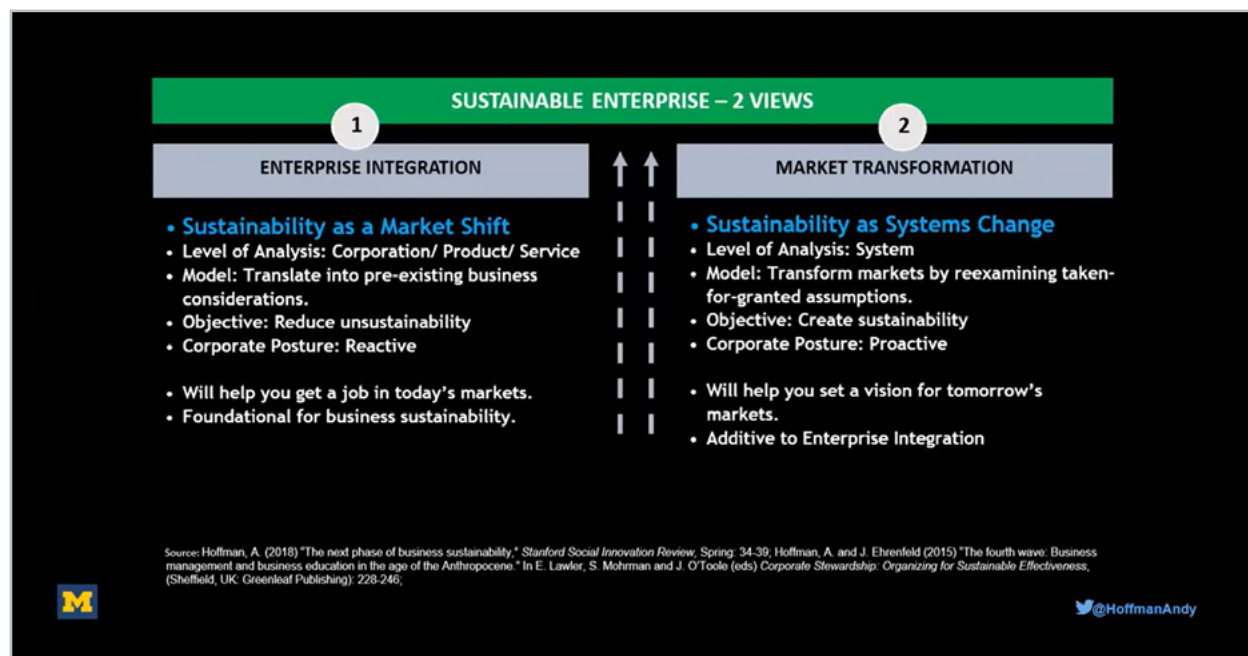 SUSTAINABLE ENTERPRISE – 2 VIEWS
1
ENTERPRISE INTEGRATION
• Sustainability as a Market Shift
• Level of Analysis: Corporation/ Product/ Service
• Model: Translate into pre-existing business
considerations.
• Objective: Reduce unsustainability
• Corporate Posture: Reactive
• Will help you get a job in today's markets.
• Foundational for business sustainability.
2
MARKET TRANSFORMATION
• Sustainability as Systems Change
• Level of Analysis: System
• Model: Transform markets by reexamining taken-
for-granted assumptions.
• Objective: Create sustainability
• Corporate Posture: Proactive
• Will help you set a vision for tomorrow's
markets.
• Additive to Enterprise Integration
Source: Hoffman, A. (2018) "The next phase of business sustainability," Stanford Social Innovation Review, Spring: 34-39; Hoffman, A. and J. Ehrenfeld (2015) "The fourth wave: Business
management and business education in the age of the Anthropocene." In E. Lawler, S. Mohrman and J. O'Toole (eds) Corporate Stewardship: Organizing for Sustainable Effectiveness,
(Sheffield, UK: Greenleaf Publishing): 228-246;
M
@HoffmanAndy